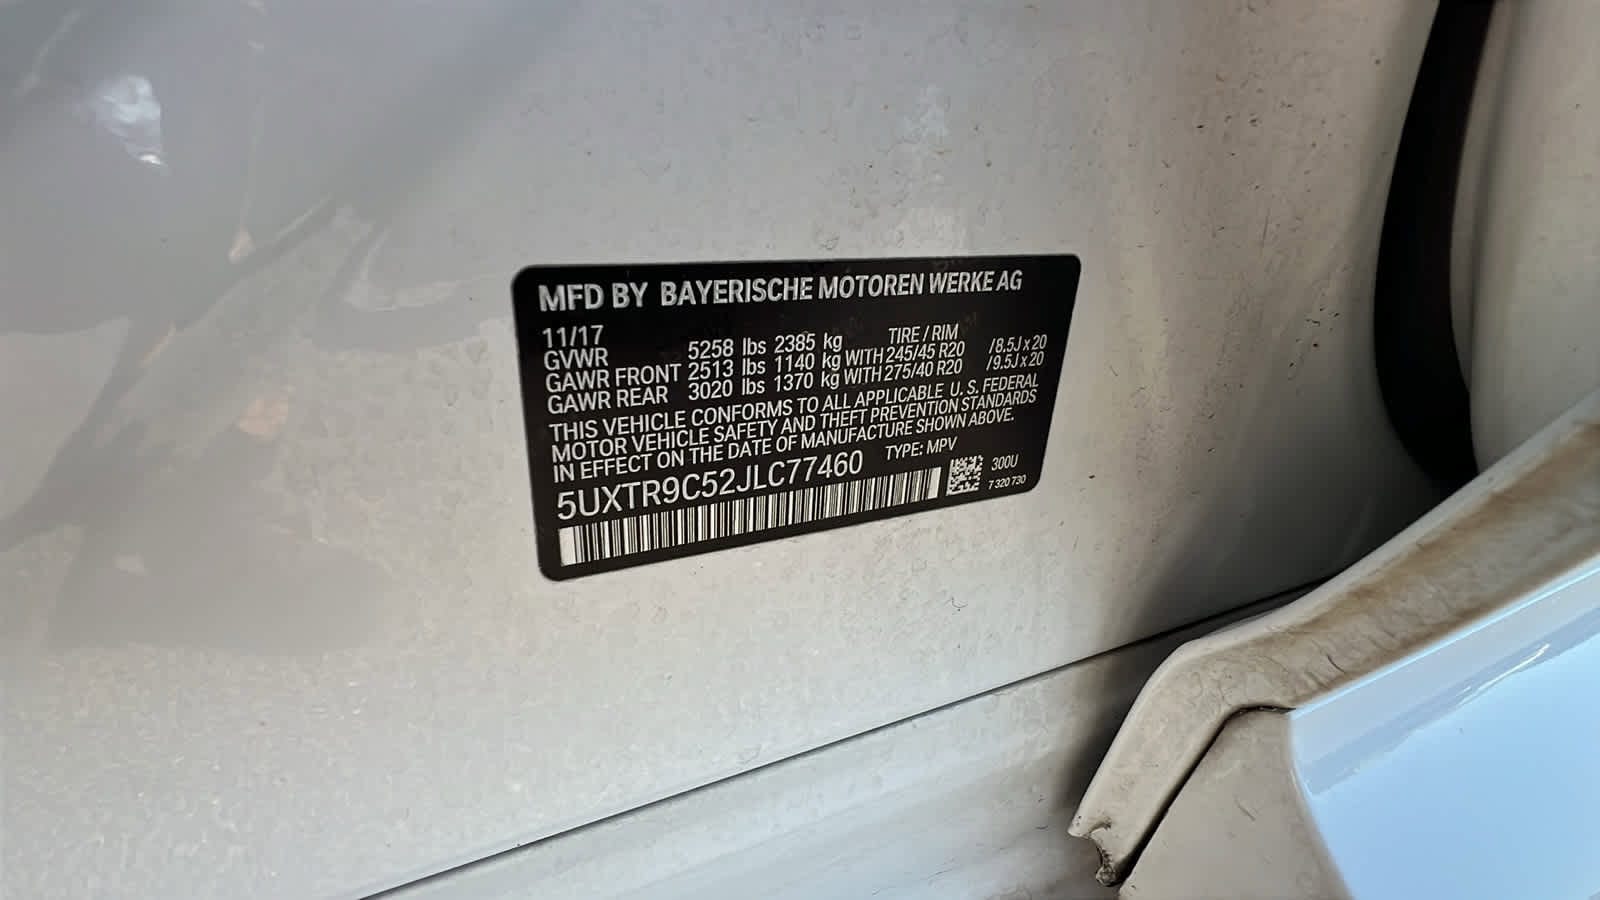 MFD BY BAYERISCHE MOTOREN WERKE AG
11/17 TIRE / RIM
GVWR 5258 lbs 2385 kg
GAWR FRONT 2513 lbs 1140 kg WITH 245/45 R20 /8.5J x 20
GAWR REAR 3020 lbs 1370 kg WITH 275/40 R20 /9.5J x 20
THIS VEHICLE CONFORMS TO ALL APPLICABLE U. S. FEDERAL
MOTOR VEHICLE SAFETY AND THEFT PREVENTION STANDARDS
IN EFFECT ON THE DATE OF MANUFACTURE SHOWN ABOVE.
5UXTR9C52JLC77460 TYPE: MPV
300U
7 320 730